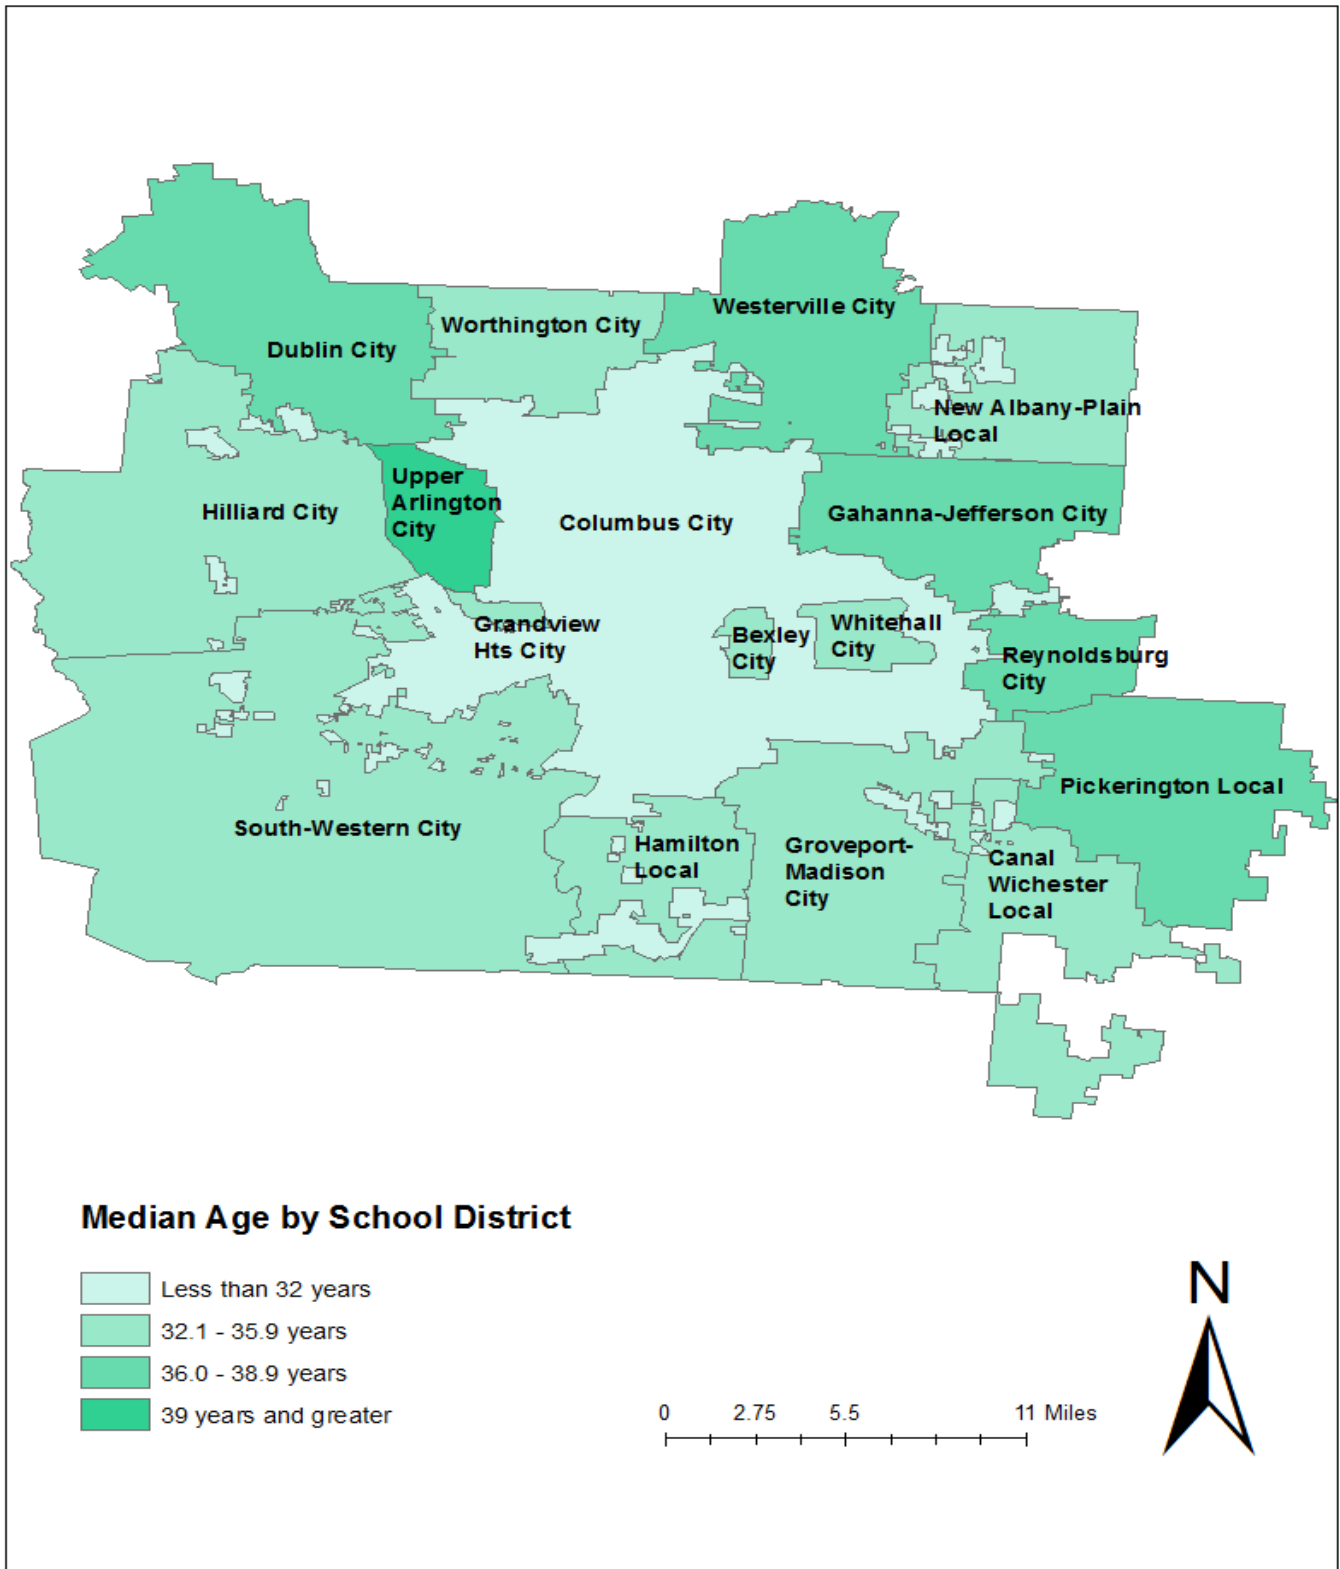 Westerville City
Worthington City
Dublin City
New Albany-Plain
Local
Upper
Arlington
City
Hilliard City
Columbus City
Gahanna-Jefferson City
Grandview
Hts City
Bexley
City
Whitehall
City
Reynoldsburg
City
Pickerington Local
South-Western City
Hamilton
Local
Groveport-
Madison
City
Canal
Wichester
Local
Median Age by School District
Less than 32 years
32.1 - 35.9 years
36.0 - 38.9 years
39 years and greater
0 2.75 5.5 11 Miles
N